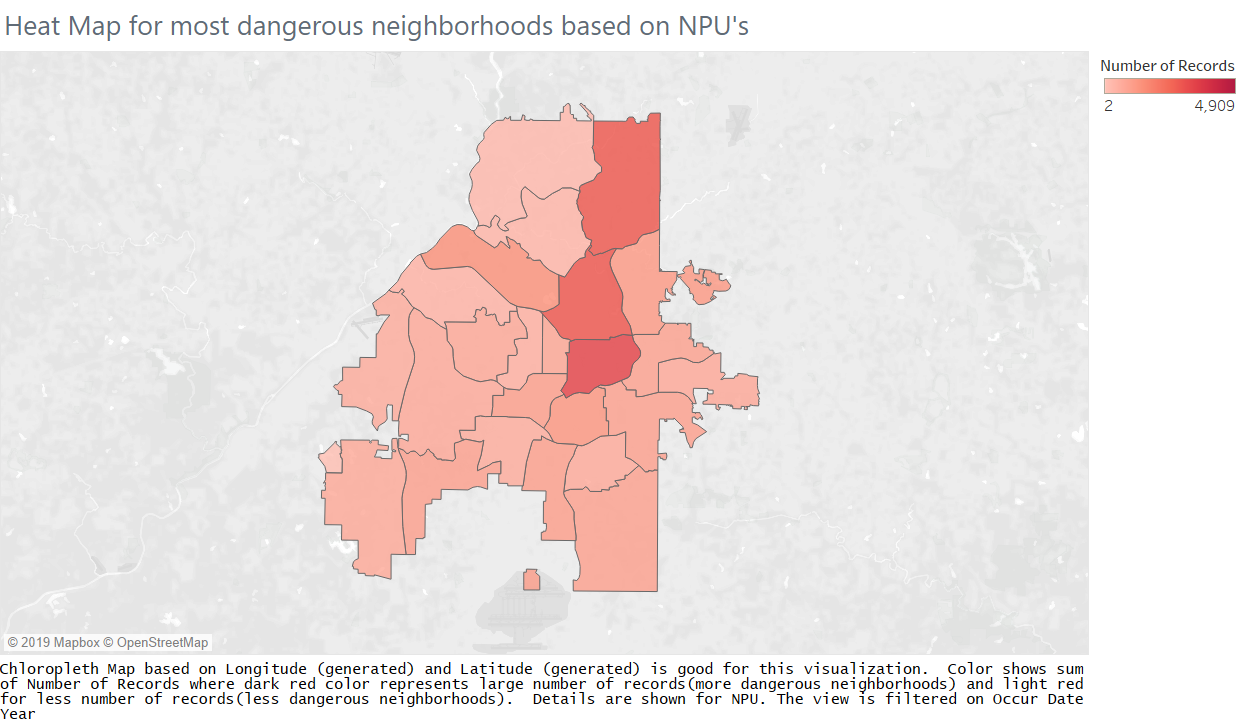 Heat Map for most dangerous neighborhoods based on NPU's
Number of Records
2 4,909
© 2019 Mapbox © OpenStreetMap
Chloropleth Map based on Longitude (generated) and Latitude (generated) is good for this visualization.  Color shows sum
of Number of Records where dark red color represents large number of records(more dangerous neighborhoods) and light red
for less number of records(less dangerous neighborhoods).  Details are shown for NPU. The view is filtered on Occur Date
Year